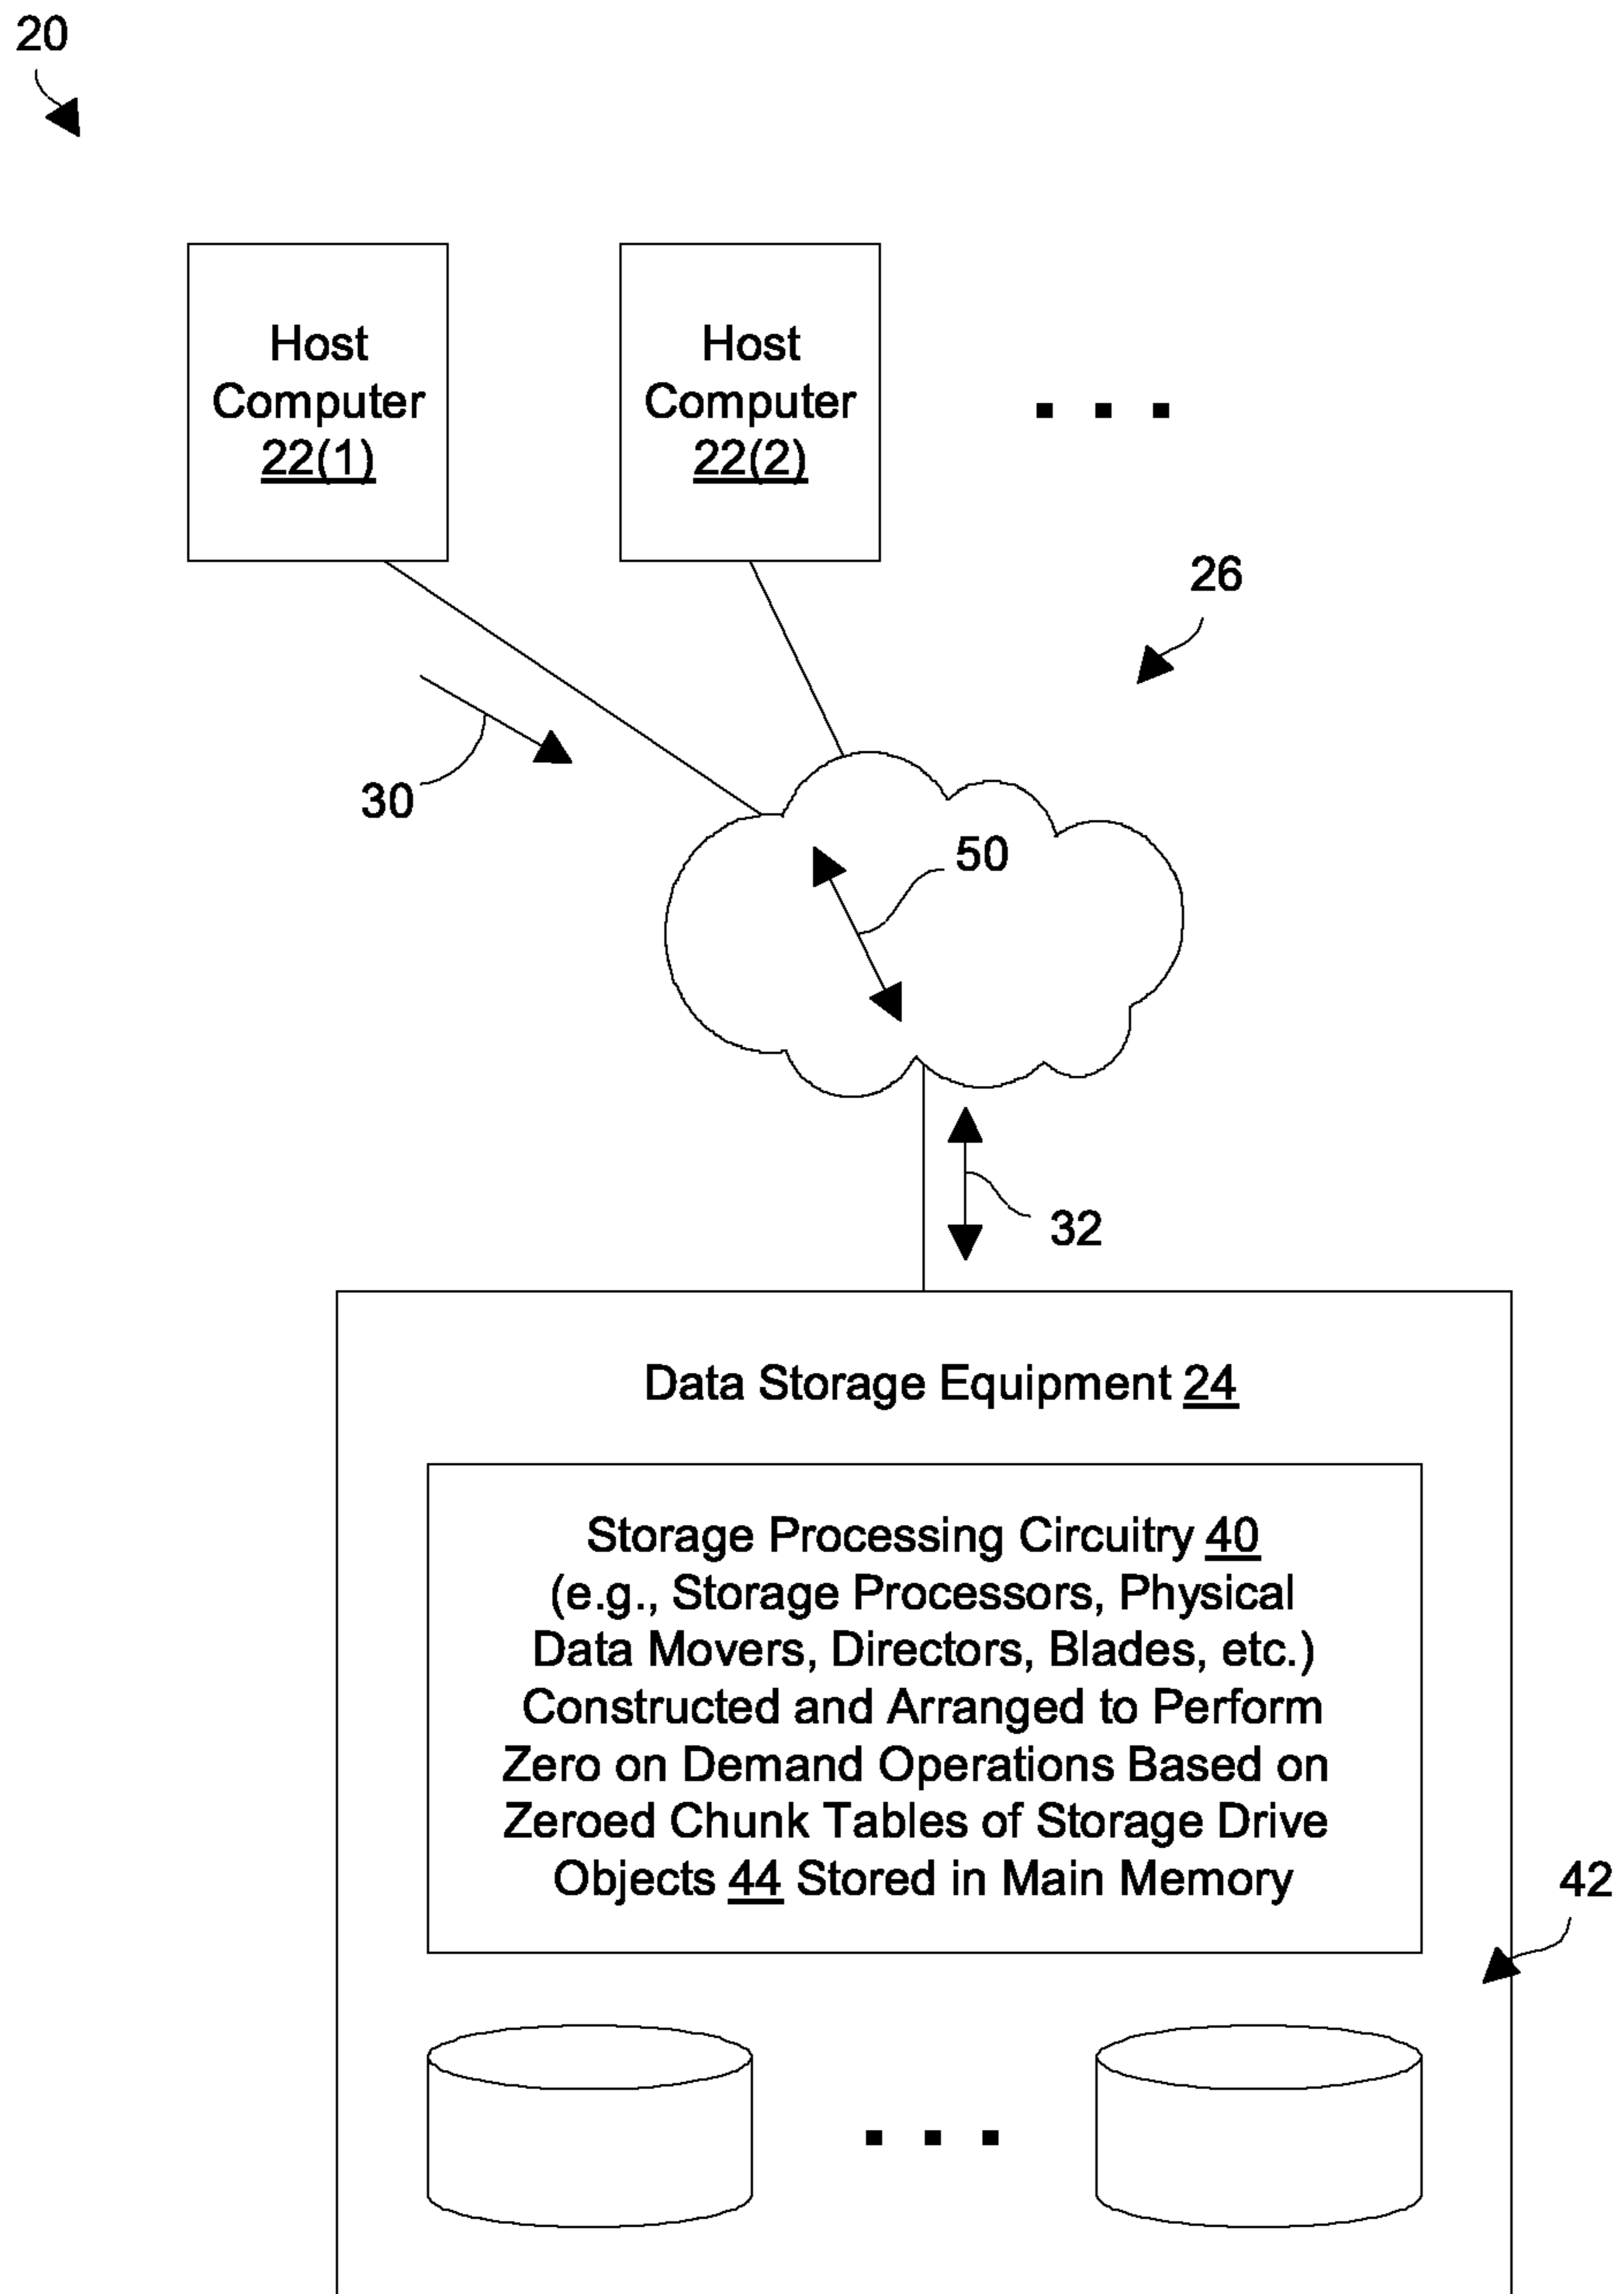 20
Host
Computer
22(1)
Host
Computer
22(2)
26
30
50
32
Data Storage Equipment 24
Storage Processing Circuitry 40
(e.g., Storage Processors, Physical
Data Movers, Directors, Blades, etc.)
Constructed and Arranged to Perform
Zero on Demand Operations Based on
Zeroed Chunk Tables of Storage Drive
Objects 44 Stored in Main Memory
42